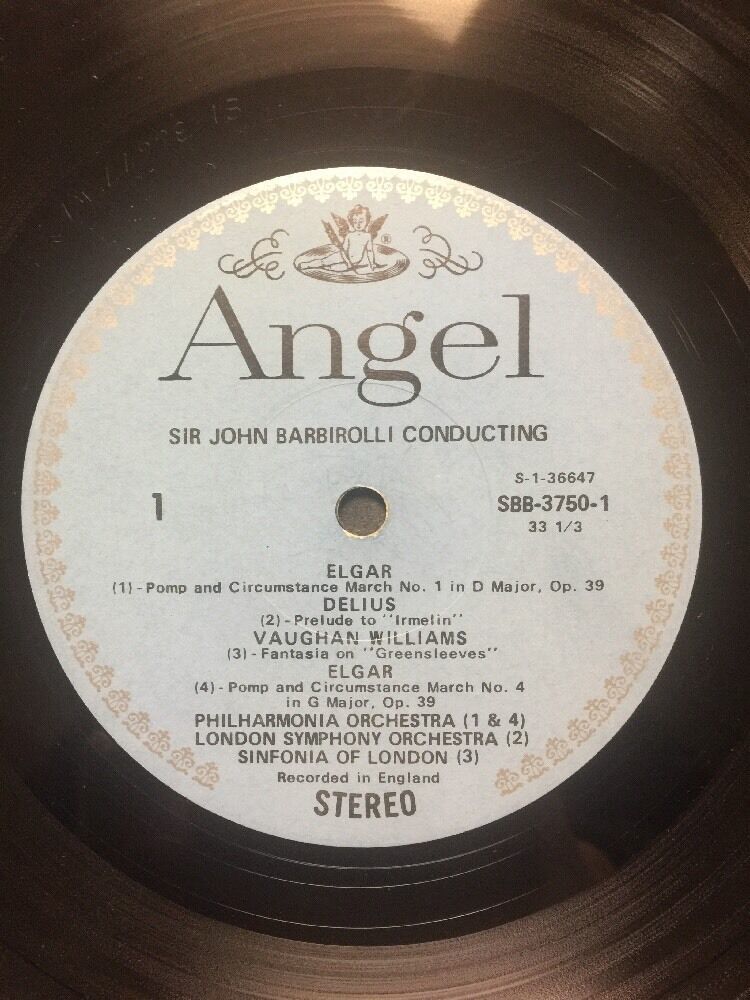 ®
Angel
SIR JOHN BARBIROLLI CONDUCTING
S-1-36647
1 SBB-3750-1
33 1/3
ELGAR
(1)-Pomp and Circumstance March No. 1 in D Major, Op. 39
DELIUS
(2)-Prelude to "Irmelin"
VAUGHAN WILLIAMS
(3)-Fantasia on "Greensleeves"
ELGAR
(4)-Pomp and Circumstance March No. 4
in G Major, Op. 39
PHILHARMONIA ORCHESTRA (1 & 4)
LONDON SYMPHONY ORCHESTRA (2)
SINFONIA OF LONDON (3)
Recorded in England
STEREO